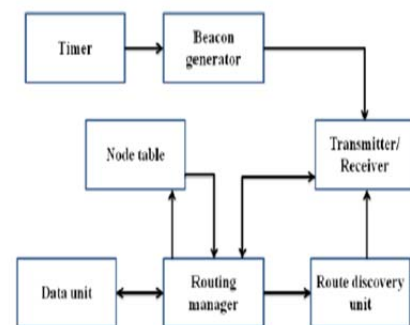 Timer
Beacon
generator
Node table
Transmitter/
Receiver
Data unit
Routing
manager
Route discovery
unit